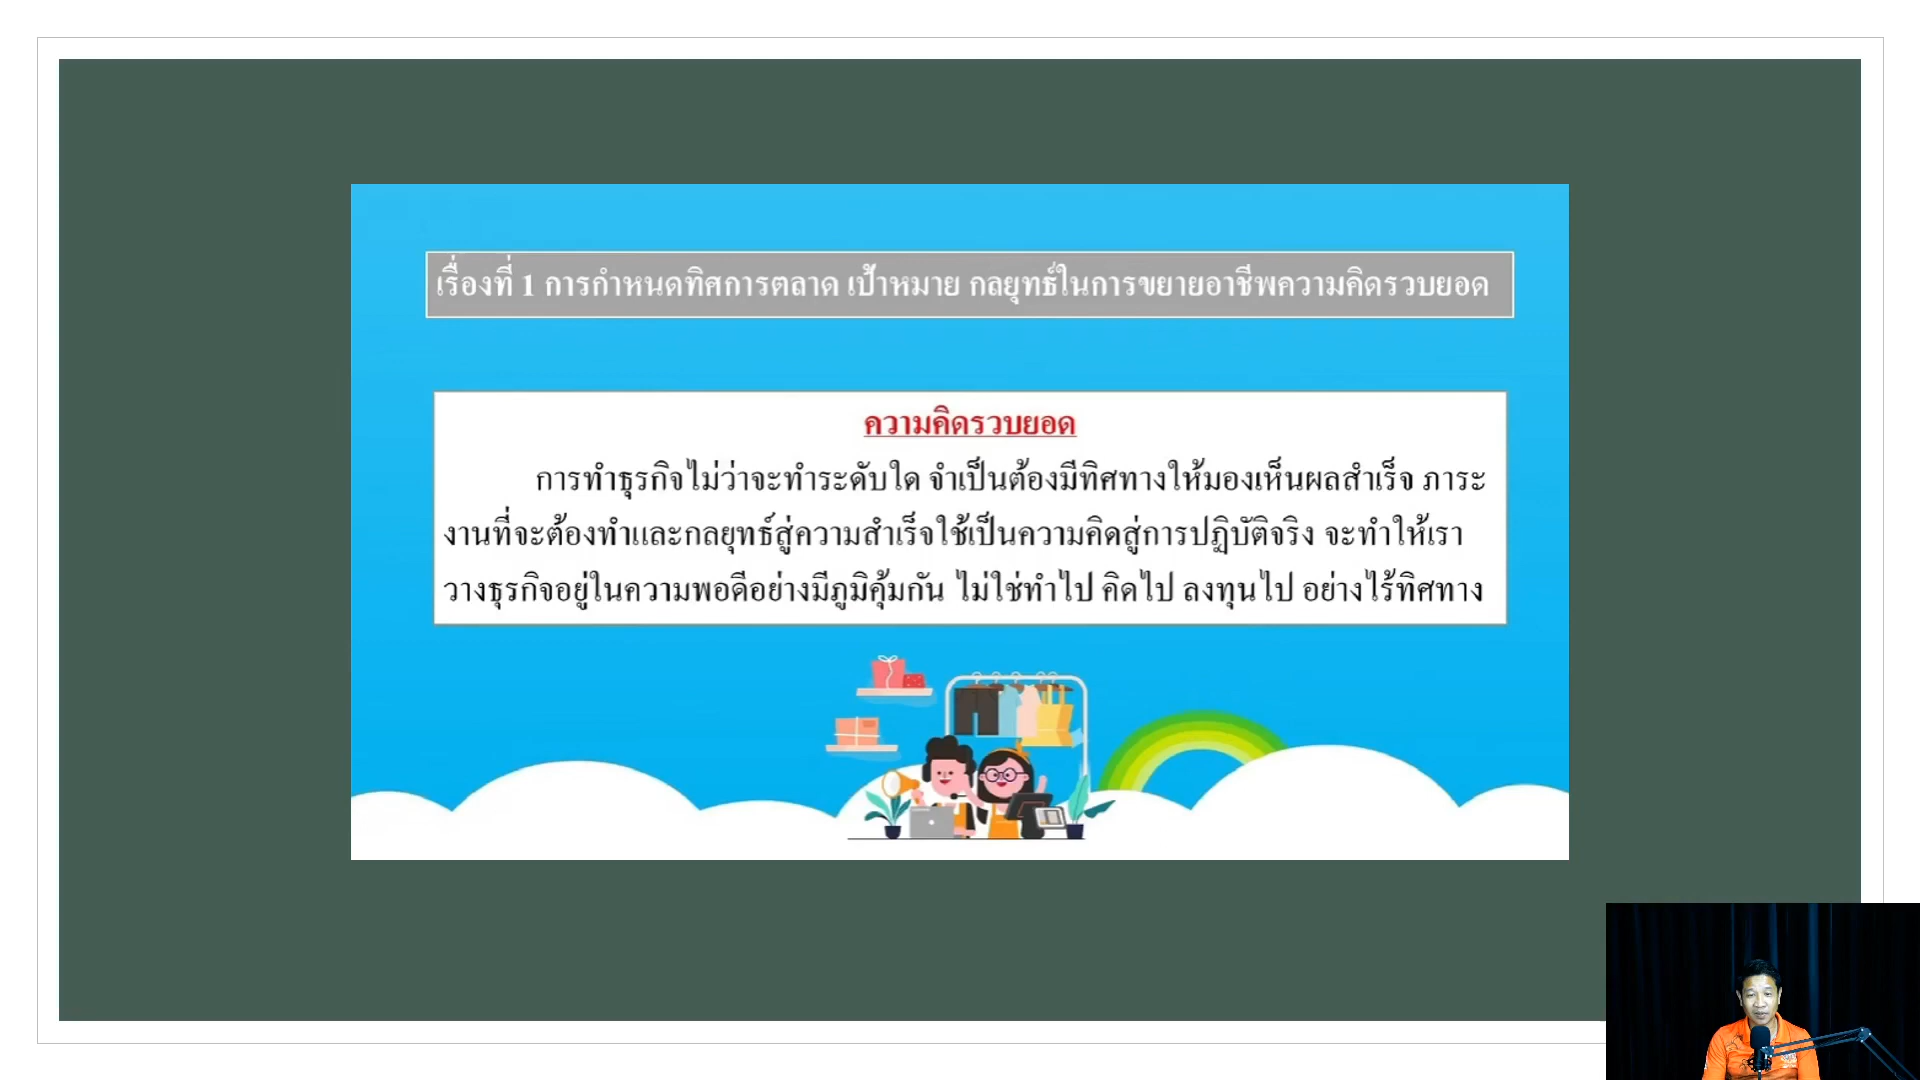 เรื่องที่ 1 การกำหนดทิศการตลาด เป้าหมาย กลยุทธ์ในการขยายอาชีพความคิดรวบยอด
ความคิดรวบยอด
การทำธุรกิจไม่ว่าจะทำระดับใด จำเป็นต้องมีทิศทางให้มองเห็นผลสำเร็จ ภาระ
งานที่จะต้องทำและกลยุทธ์สู่ความสำเร็จใช้เป็นความคิดสู่การปฏิบัติจริง จะทำให้เรา
วางธุรกิจอยู่ในความพอดีอย่างมีภูมิคุ้มกัน ไม่ใช่ทำไป คิดไป ลงทุนไป อย่างไร้ทิศทาง